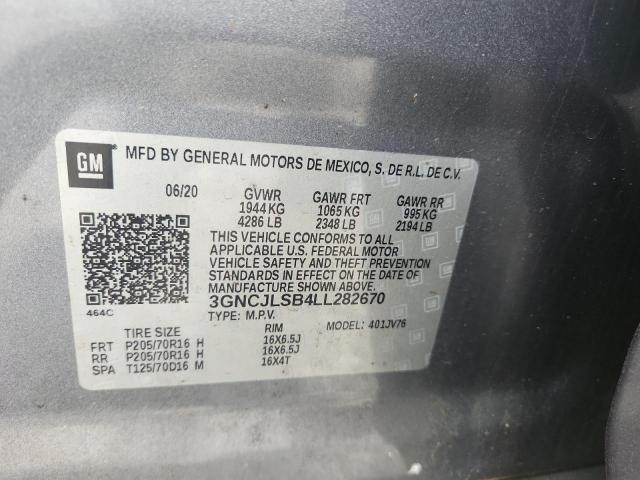 GM
MFD BY GENERAL MOTORS DE MEXICO, S. DE R.L. DE C.V.
06/20 GVWR GAWR FRT GAWR RR
1944 KG 1065 KG 995 KG
4286 LB 2348 LB 2194 LB
THIS VEHICLE CONFORMS TO ALL
APPLICABLE U.S. FEDERAL MOTOR
VEHICLE SAFETY AND THEFT PREVENTION
STANDARDS IN EFFECT ON THE DATE OF
MANUFACTURE SHOWN ABOVE.
3GNCJLSB4LL282670
464C TYPE: M.P.V. MODEL: 401JV76
TIRE SIZE RIM
FRT P205/70R16 H 16X6.5J
RR P205/70R16 H 16X6.5J
SPA T125/70D16 M 16X4T